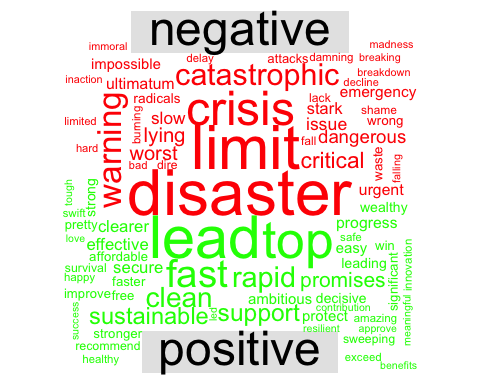 negative
immoral
delay
attacks
damning
madness
breaking
impossible
catastrophic
breakdown
inaction
ultimatum
decline
emergency
radicals
crisis
lack
stark
shame
limited
warning
burning
slow
issue
wrong
lying
limit
fall
dangerous
hard
worst
critical
waste
falling
bad
dire
disaster
urgent
tough
strong
wealthy
swift
pretty
clearer
lead
top
progress
love
effective
safe
easy
win
affordable
survival
secure
fast
rapid
promises
leading
significant
innovation
happy
faster
improve
free
clean
ambitious
decisive
meaningful
success
sustainable
led
support
contribution
protect
amazing
stronger
resilient
approve
recommend
sweeping
healthy
positive
exceed
benefits